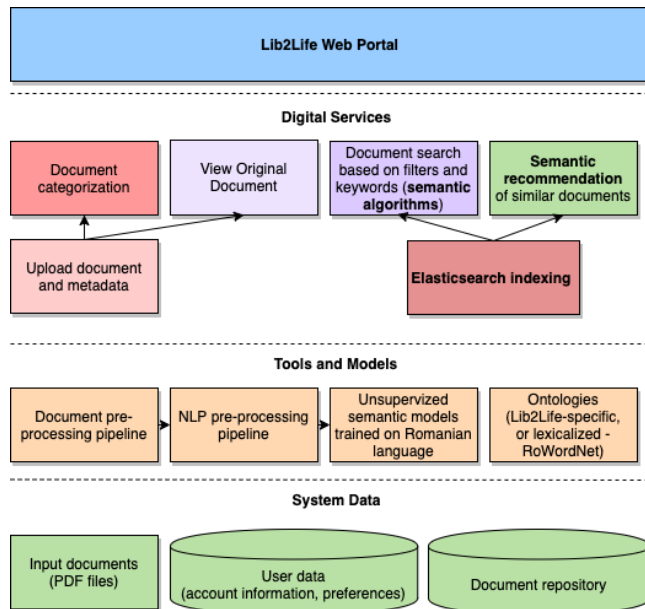 Lib2Life Web Portal
Digital Services
Document
categorization
View Original
Document
Document search
based on filters and
keywords (semantic
algorithms)
Semantic
recommendation
of similar documents
Upload document
and metadata
Elasticsearch indexing
Tools and Models
Document pre-
processing pipeline
NLP pre-processing
pipeline
Unsupervized
semantic models
trained on Romanian
language
Ontologies
(Lib2Life-specific,
or lexicalized -
RoWordNet)
System Data
Input documents
(PDF files)
User data
(account information, preferences)
Document repository